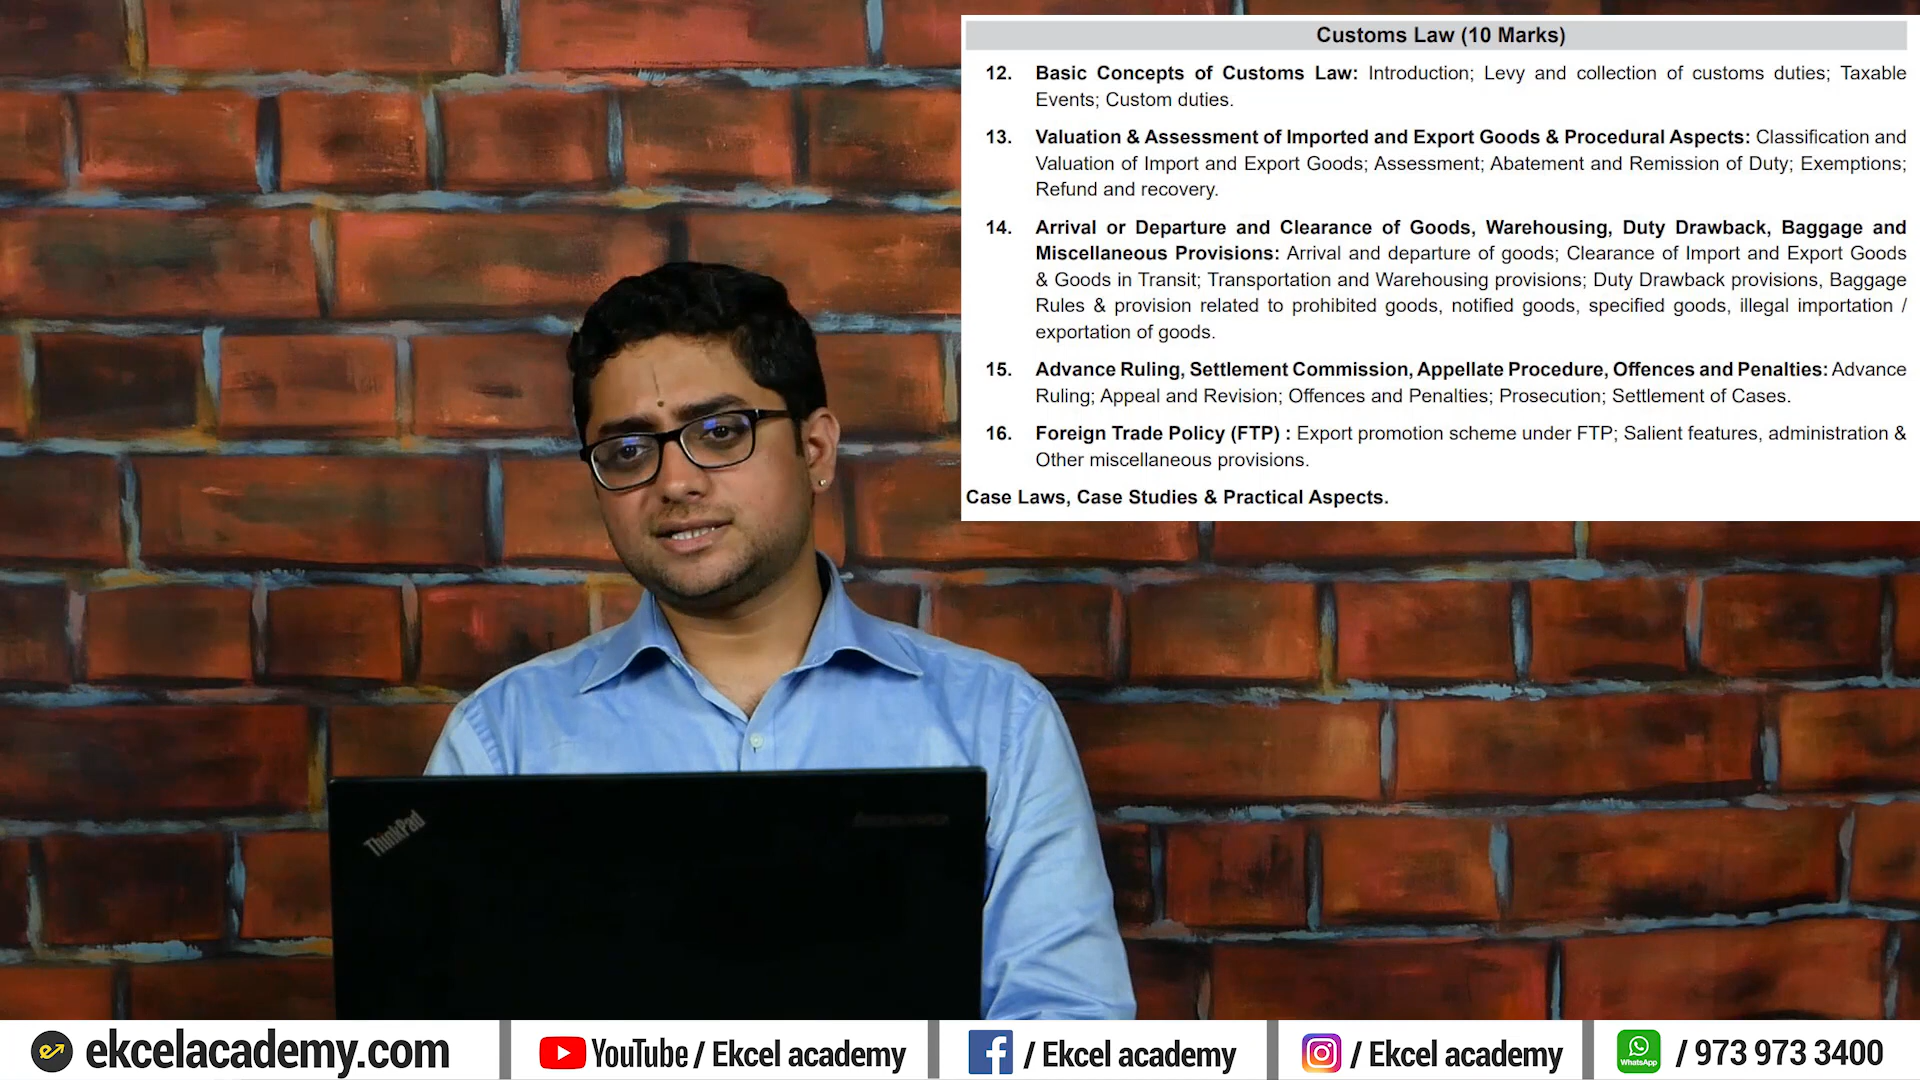 Customs Law (10 Marks)
12. Basic Concepts of Customs Law: Introduction; Levy and collection of customs duties; Taxable
Events; Custom duties.
13. Valuation & Assessment of Imported and Export Goods & Procedural Aspects: Classification and
Valuation of Import and Export Goods; Assessment; Abatement and Remission of Duty; Exemptions;
Refund and recovery.
14. Arrival or Departure and Clearance of Goods, Warehousing, Duty Drawback, Baggage and
Miscellaneous Provisions: Arrival and departure of goods; Clearance of Import and Export Goods
& Goods in Transit; Transportation and Warehousing provisions; Duty Drawback provisions, Baggage
Rules & provision related to prohibited goods, notified goods, specified goods, illegal importation /
exportation of goods.
15. Advance Ruling, Settlement Commission, Appellate Procedure, Offences and Penalties: Advance
Ruling; Appeal and Revision; Offences and Penalties; Prosecution; Settlement of Cases.
16. Foreign Trade Policy (FTP) : Export promotion scheme under FTP; Salient features, administration &
Other miscellaneous provisions.
Case Laws, Case Studies & Practical Aspects.
ThinkPad
ekcelacademy.com
YouTube / Ekcel academy
/ Ekcel academy
/ Ekcel academy
WhatsApp
/ 973 973 3400